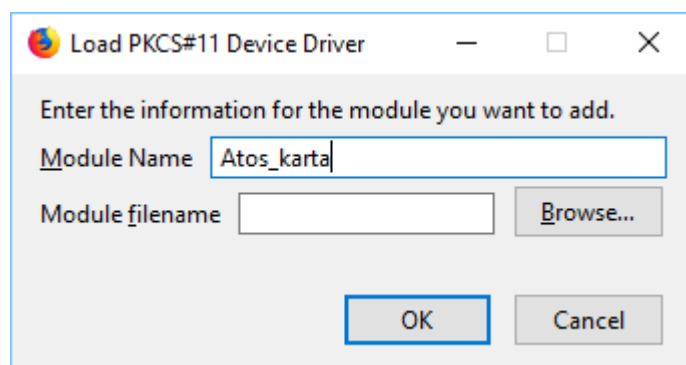 Load PKCS#11 Device Driver
Enter the information for the module you want to add.
Module Name Atos_karta
Module filename Browse...
OK Cancel